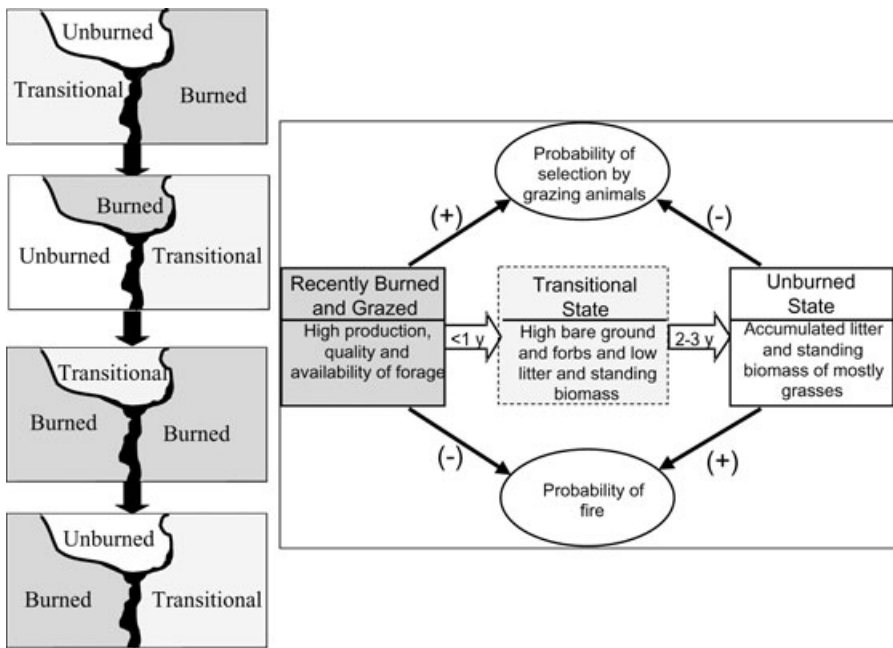 Unburned
Transitional
Burned
Burned
Unburned
Transitional
Transitional
Burned
Burned
Unburned
Burned
Transitional
Probability of
selection by
grazing animals
(+)
(-)
Recently Burned
and Grazed
High production,
quality and
availability of forage
<1 y
Transitional
State
High bare ground
and forbs and low
litter and standing
biomass
2-3 y
Unburned
State
Accumulated litter
and standing
biomass of mostly
grasses
(-)
(+)
Probability of
fire